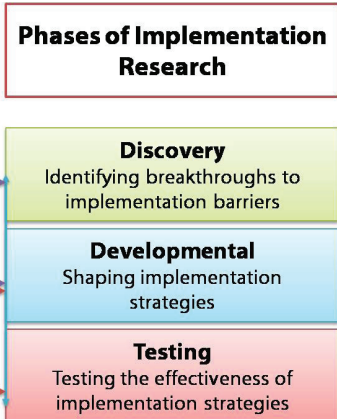 Phases of Implementation
Research
Discovery
Identifying breakthroughs to
implementation barriers
Developmental
Shaping implementation
strategies
Testing
Testing the effectiveness of
implementation strategies